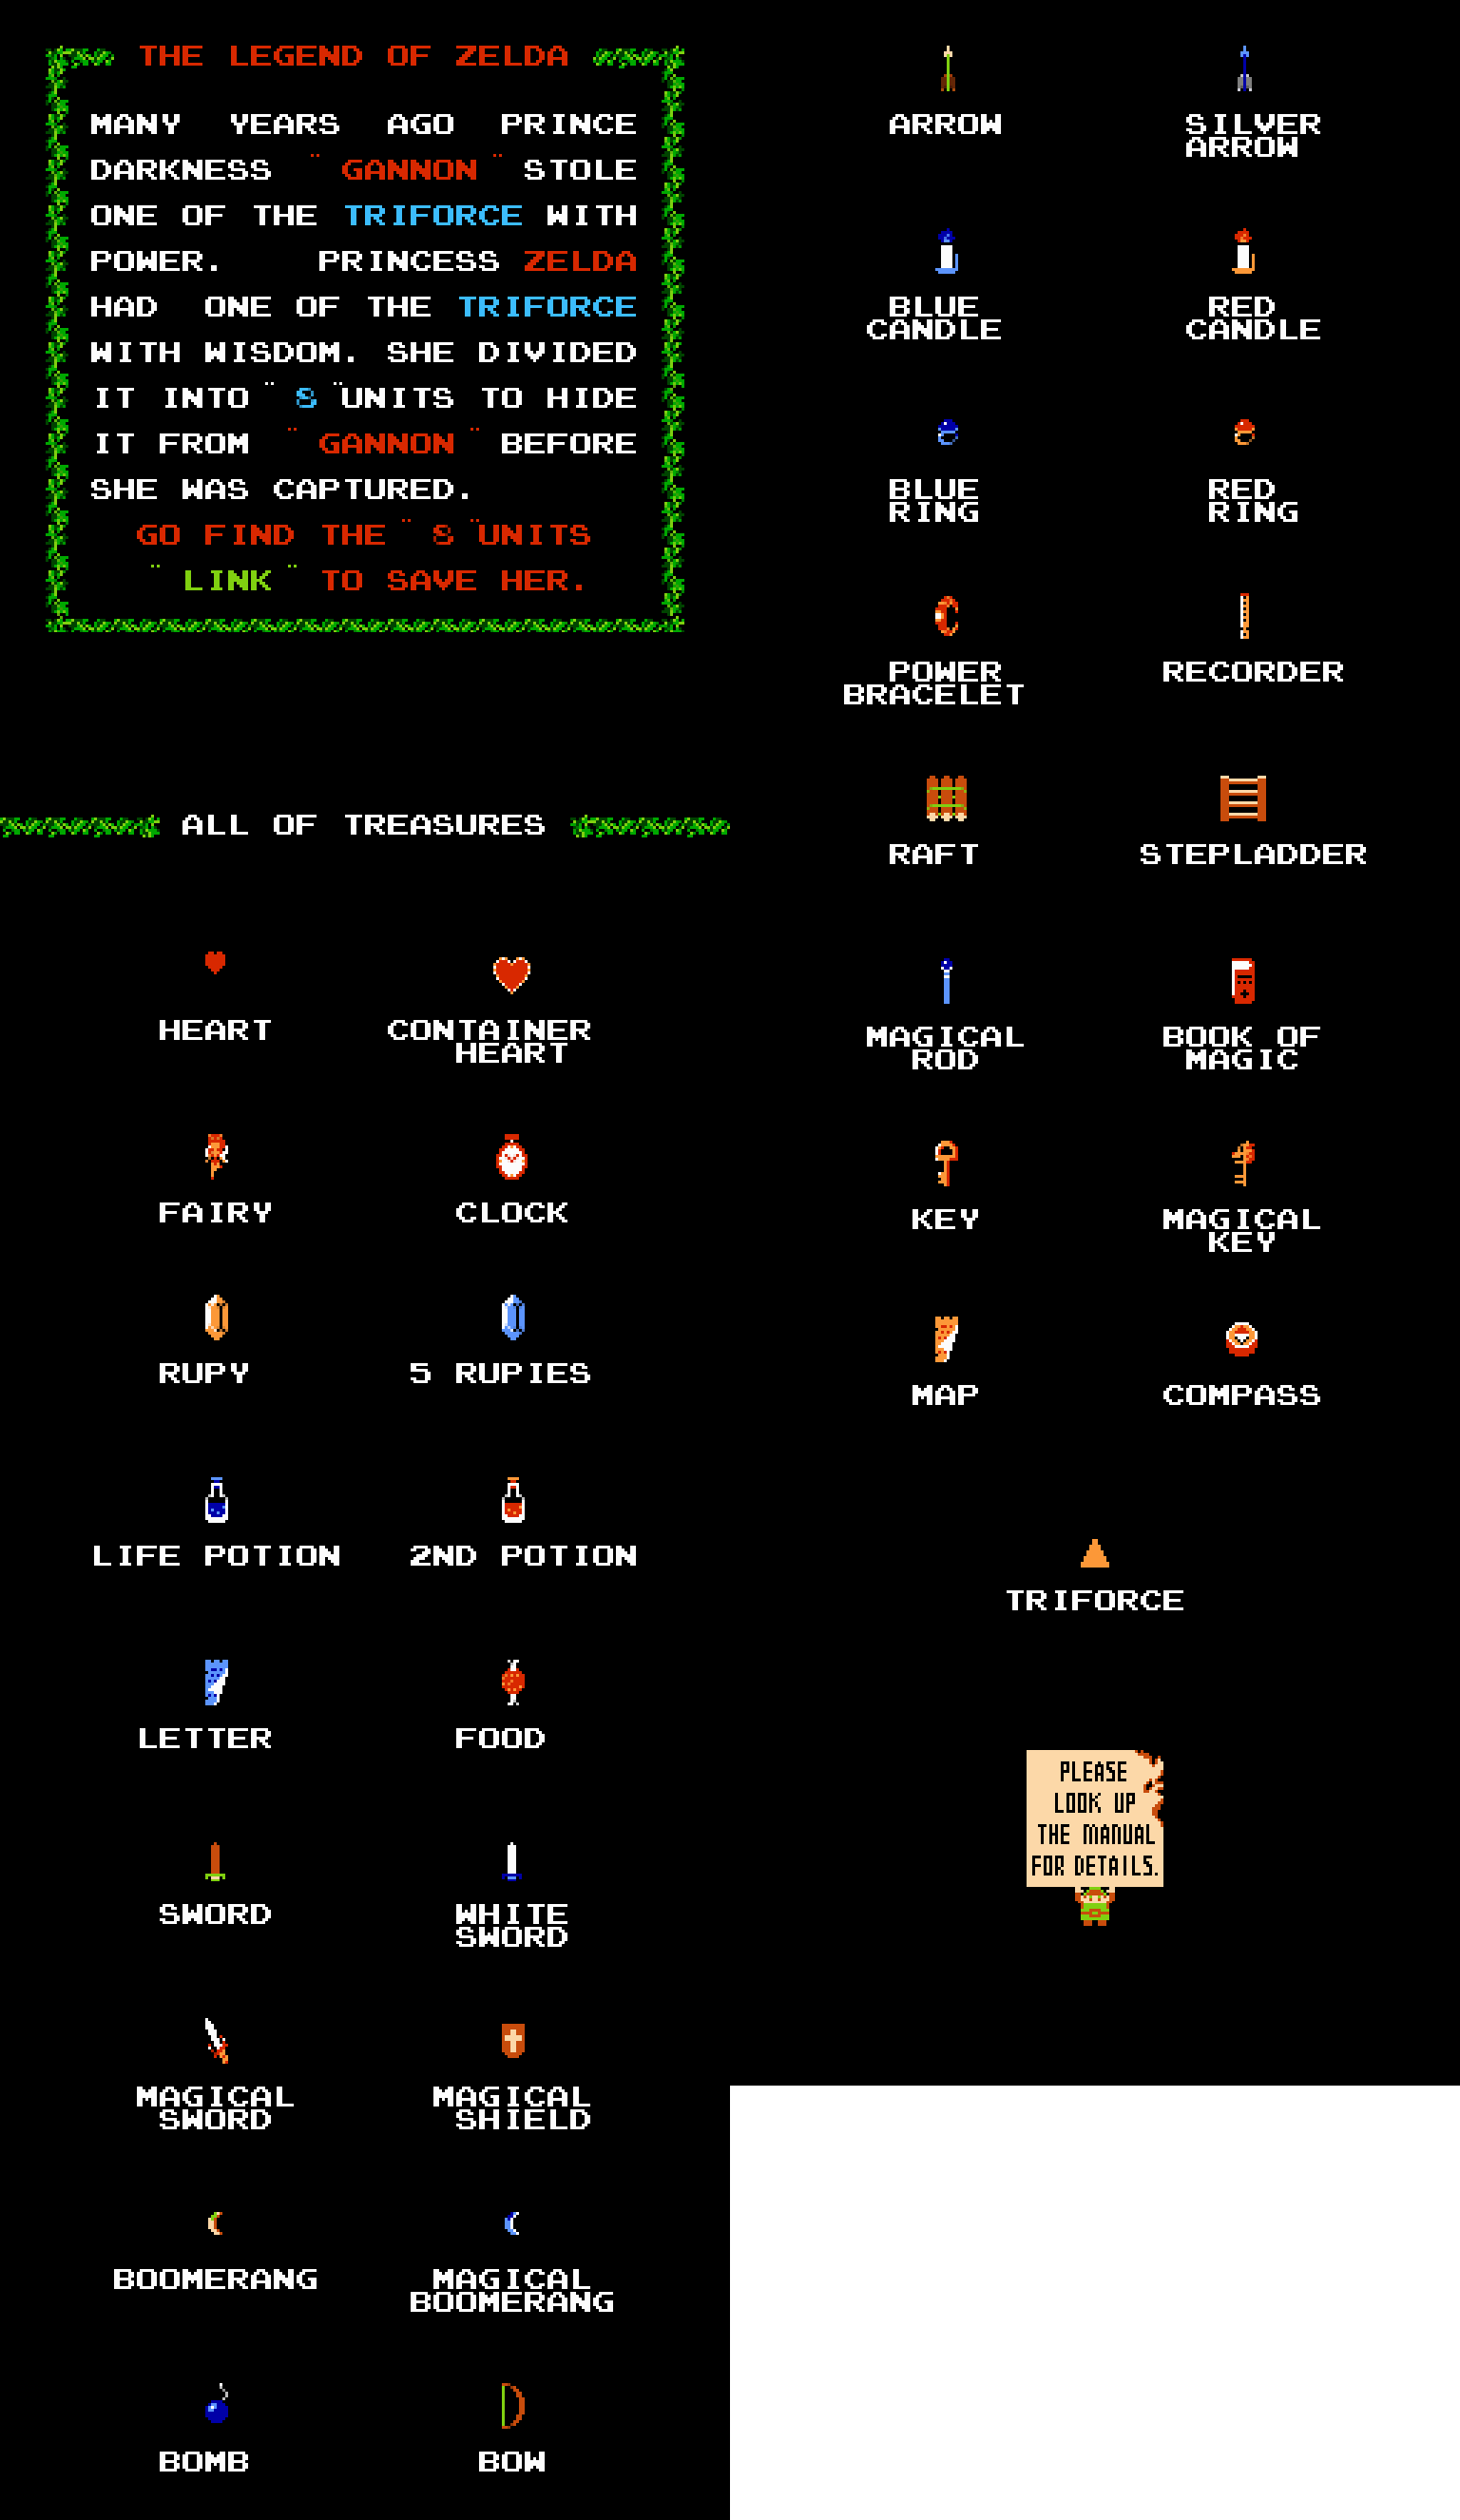 THE LEGEND OF ZELDA
MANY YEARS AGO PRINCE
DARKNESS "GANNON" STOLE
ONE OF THE TRIFORCE WITH
POWER. PRINCESS ZELDA
HAD ONE OF THE TRIFORCE
WITH WISDOM. SHE DIVIDED
IT INTO "8" UNITS TO HIDE
IT FROM "GANNON" BEFORE
SHE WAS CAPTURED.
GO FIND THE "8" UNITS
"LINK" TO SAVE HER.
ALL OF TREASURES
HEART
CONTAINER
HEART
FAIRY
CLOCK
RUPY
5 RUPIES
LIFE POTION
2ND POTION
LETTER
FOOD
SWORD
WHITE
SWORD
MAGICAL
SWORD
MAGICAL
SHIELD
BOOMERANG
MAGICAL
BOOMERANG
BOMB
BOW
ARROW
SILVER
ARROW
BLUE
CANDLE
RED
CANDLE
BLUE
RING
RED
RING
POWER
BRACELET
RECORDER
RAFT
STEPLADDER
MAGICAL
ROD
BOOK OF
MAGIC
KEY
MAGICAL
KEY
MAP
COMPASS
TRIFORCE
PLEASE
LOOK UP
THE MANUAL
FOR DETAILS.